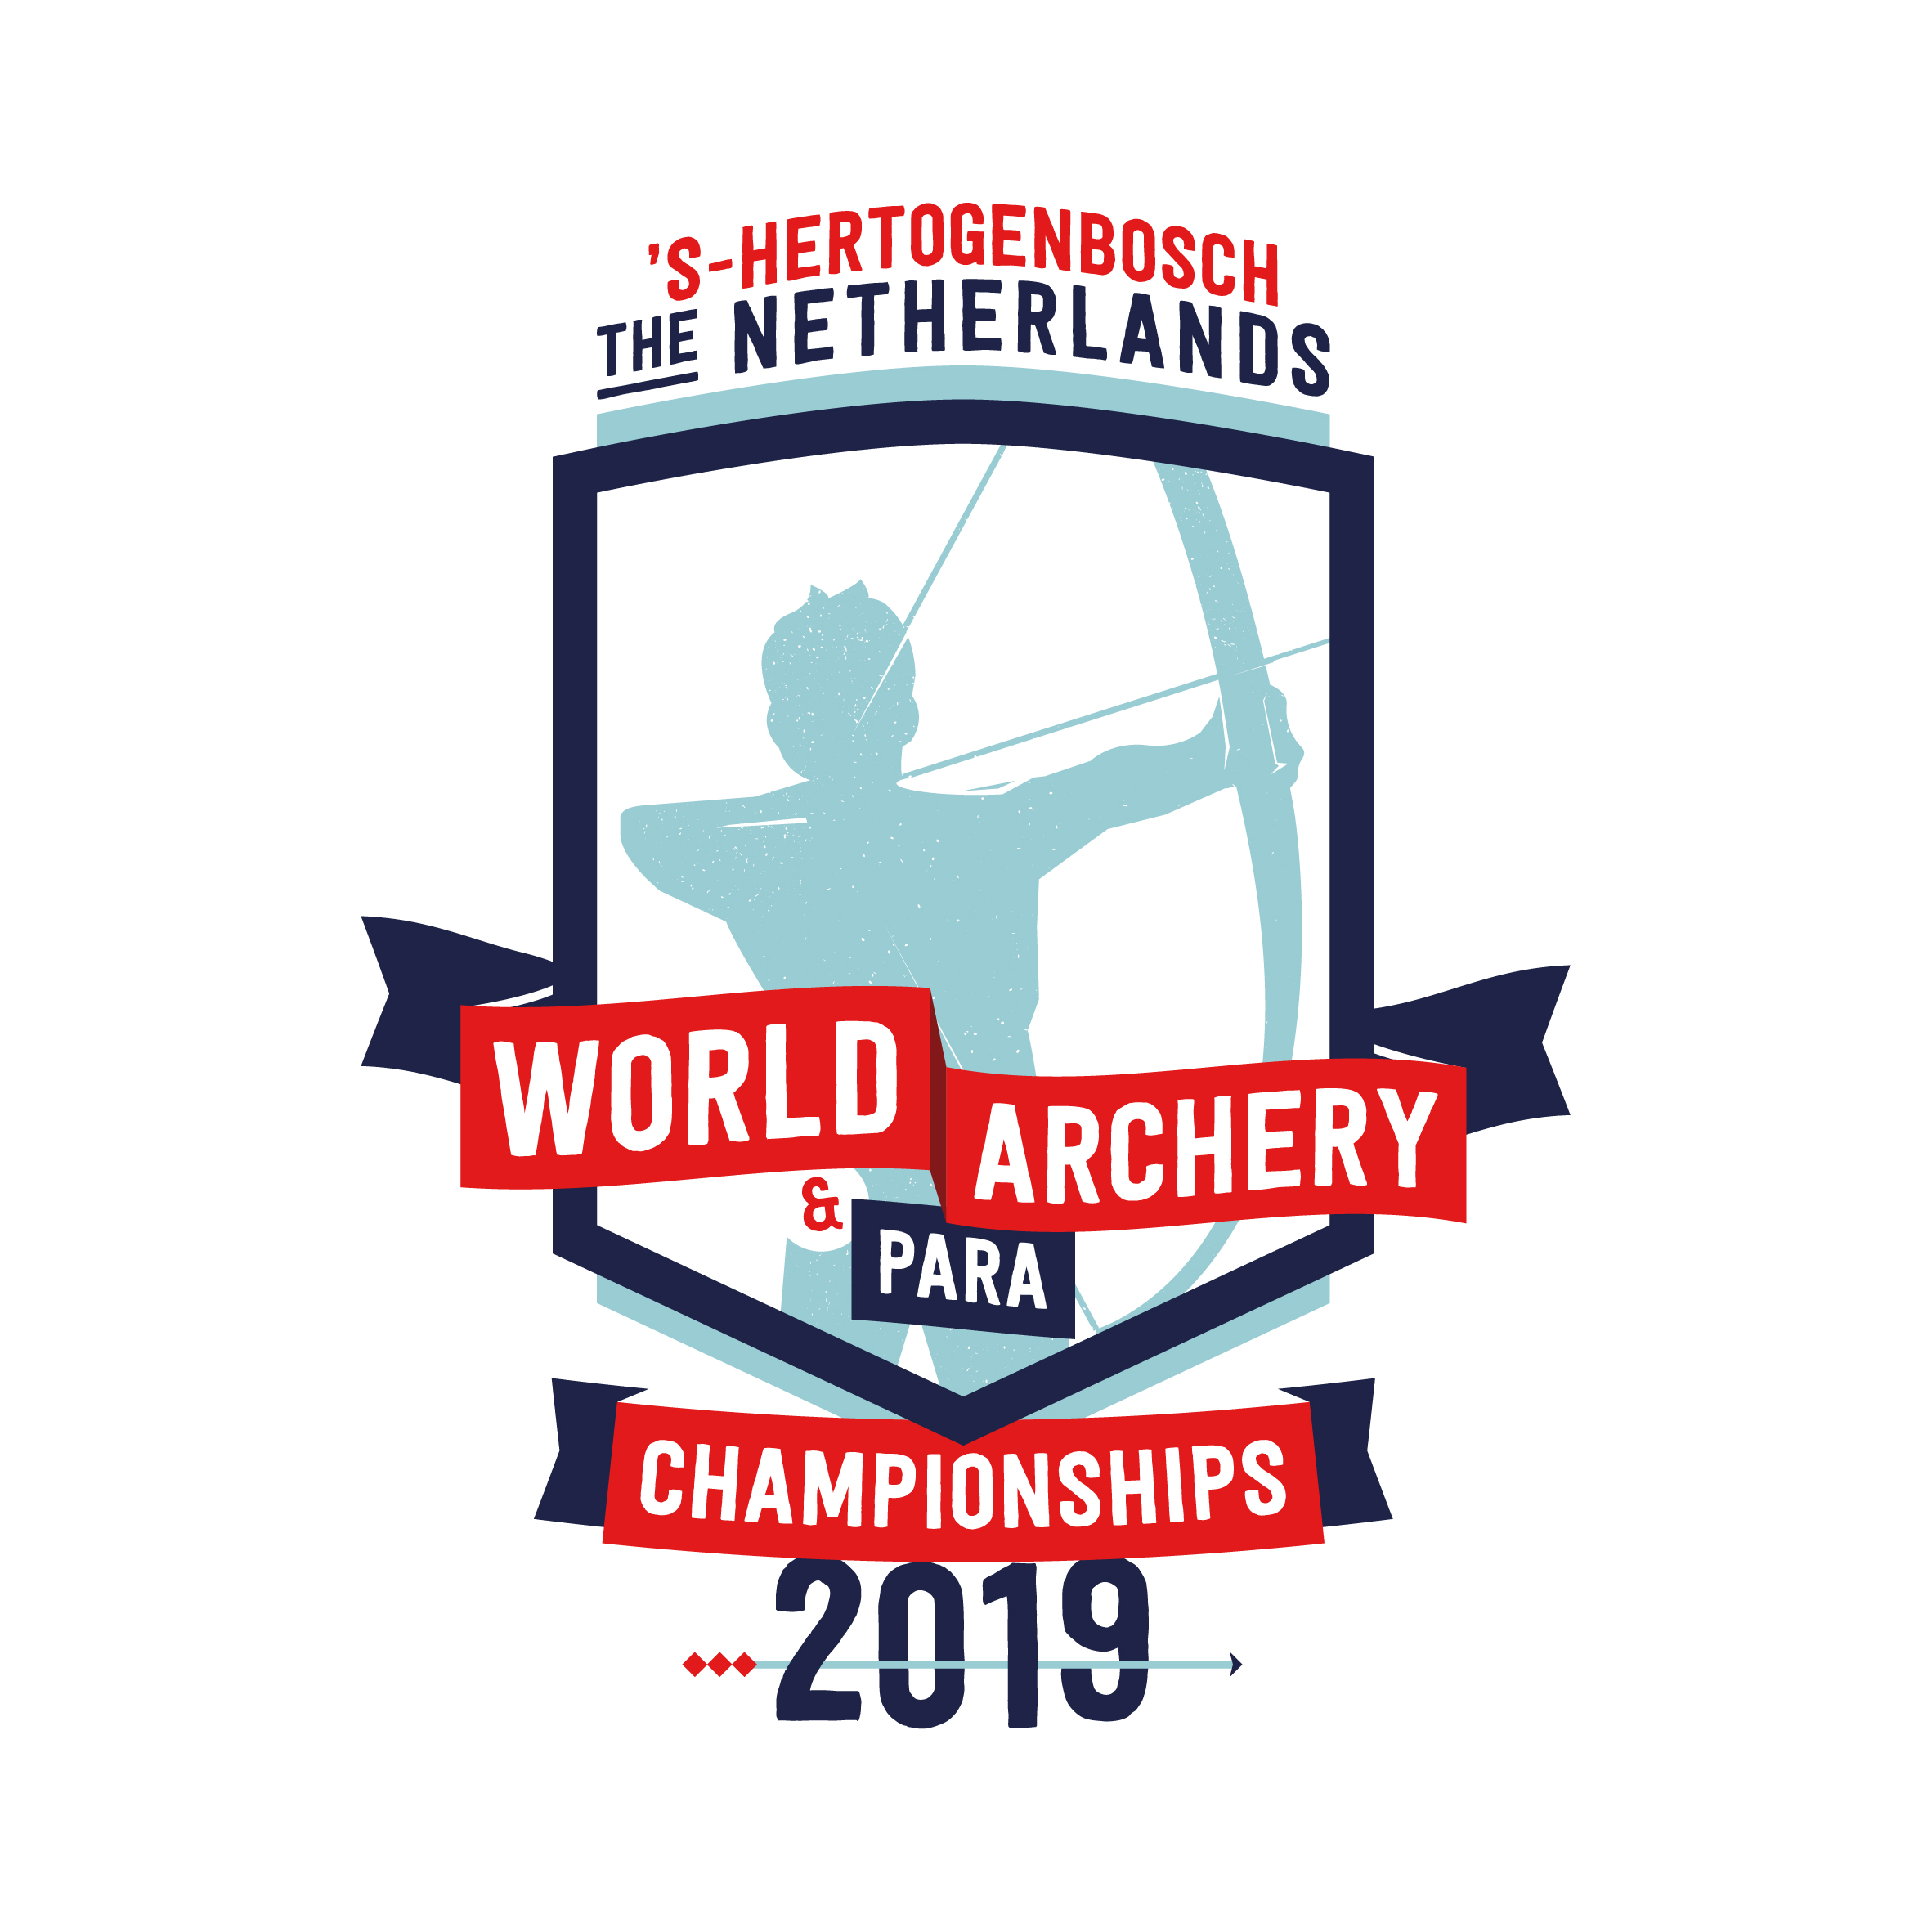 'S-HERTOGENBOSCH
THE NETHERLANDS
WORLD ARCHERY
& PARA
CHAMPIONSHIPS
2019